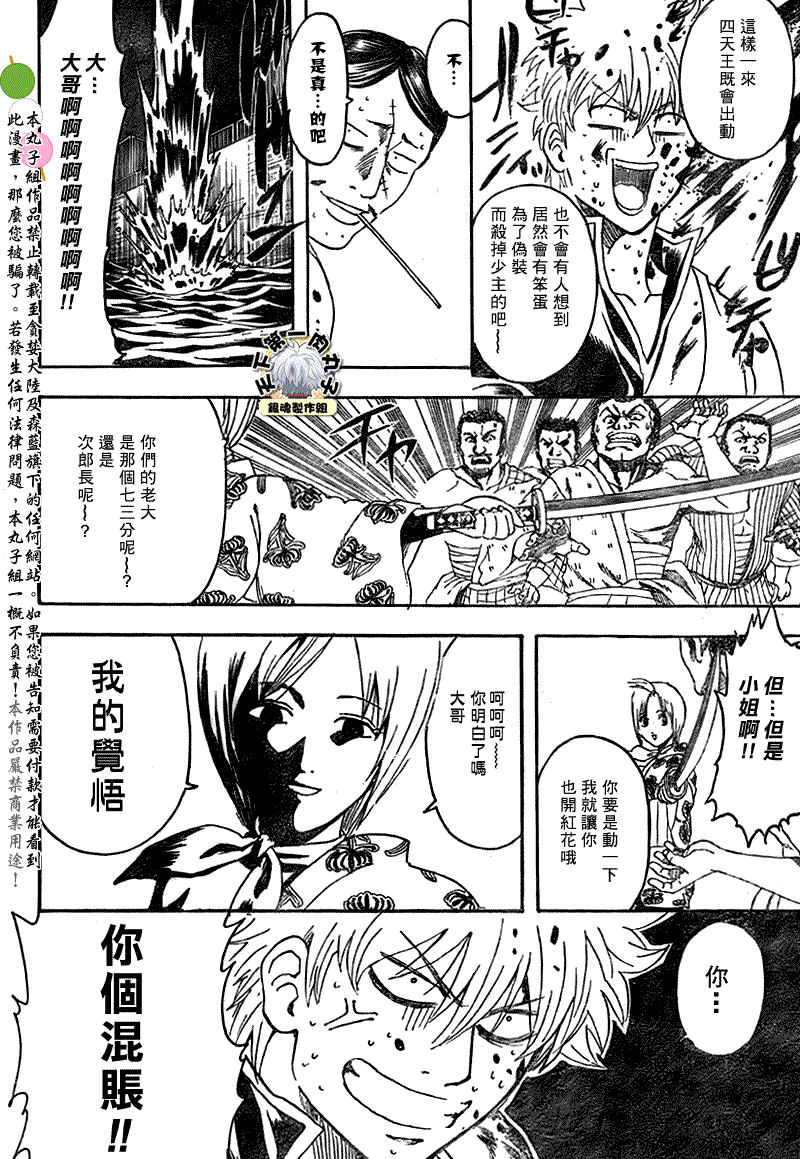 這樣一來
四天王既會出動
也不會有人想到
居然會有笨蛋
為了偽裝
而殺掉少主的吧～
不…
不是真…的吧
大…
大哥啊啊啊啊啊啊啊啊!!
天下第一肉丸子
銀魂製作組
你們的老大
是那個七三分呢～？
還是
次郎長呢～？
但…但是
小姐啊!!
你要是動一下
我就讓你
也開紅花哦
呵呵呵～
你明白了嗎
大哥
我的覺悟
你…
你個混賬!!
本丸子組作品禁止轉載至貪婪大陸及蔴藍旗下的任何網站。如果您被告知需要付款才能看到
此漫畫，那麼您被騙了。若發生任何法律問題，本丸子組一概不負責！本作品嚴禁商業用途！